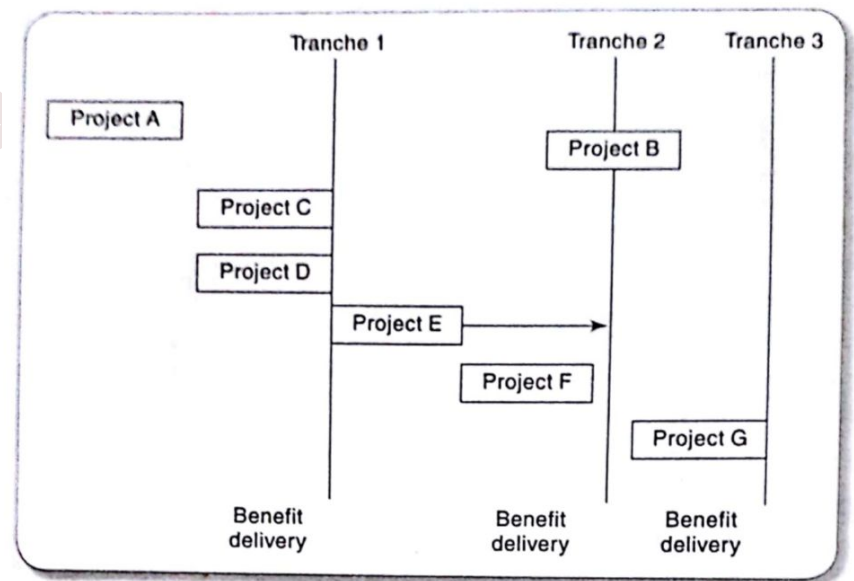 Tranche 1
Tranche 2
Tranche 3
Project A
Project B
Project C
Project D
Project E
Project F
Project G
Benefit
delivery
Benefit
delivery
Benefit
delivery